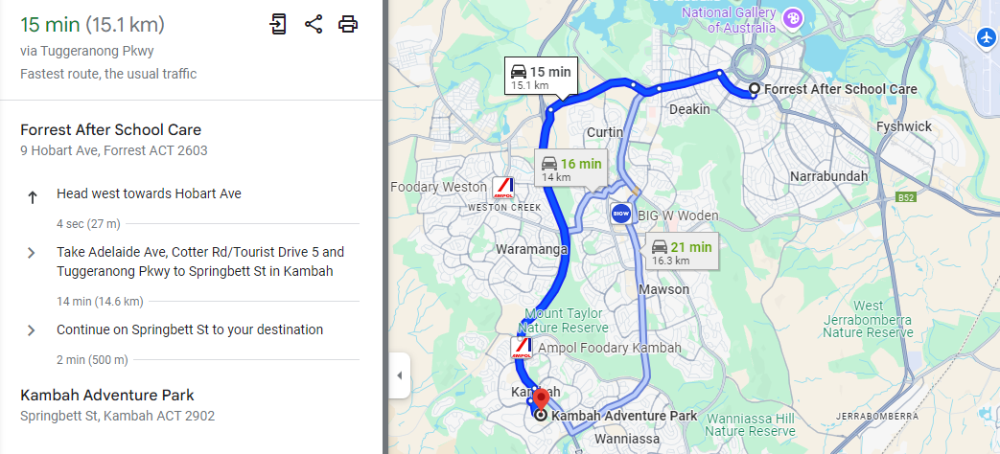 15 min (15.1 km)
via Tuggeranong Pkwy
Fastest route, the usual traffic
Forrest After School Care
9 Hobart Ave, Forrest ACT 2603
Head west towards Hobart Ave
4 sec (27 m)
Take Adelaide Ave, Cotter Rd/Tourist Drive 5 and
Tuggeranong Pkwy to Springbett St in Kambah
14 min (14.6 km)
Continue on Springbett St to your destination
2 min (500 m)
Kambah Adventure Park
Springbett St, Kambah ACT 2902
National Gallery
of Australia
15 min
15.1 km
Forrest After School Care
Deakin
Curtin
Fyshwick
16 min
14 km
Narrabundah
Foodary Weston
AMPOL
WESTON CREEK
B52
BIGW
BIG W Woden
Waramanga
21 min
16.3 km
Mawson
West
Jerrabomberra
Nature Reserve
Mount Taylor
Nature Reserve
AMPOL
Ampol Foodary Kambah
Kambah
Kambah Adventure Park
Wanniassa Hill
Nature Reserve
JERRABOMBERRA
Wanniassa